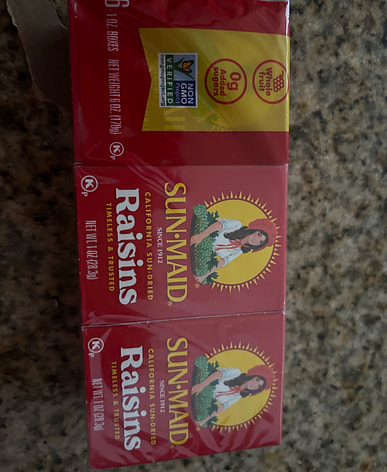 Whole
fruit
0g
Added
sugars
NON
GMO
Project
VERIFIED
6 1 OZ BOXES NET WEIGHT 6 OZ (170g)
K P
SUN•MAID®
SINCE 1912
CALIFORNIA SUN-DRIED
Raisins
TIMELESS & TRUSTED
NET WT. 1 OZ (28.3g)
K P
SUN•MAID®
SINCE 1912
CALIFORNIA SUN-DRIED
Raisins
TIMELESS & TRUSTED
NET WT. 1 OZ (28.3g)
K P